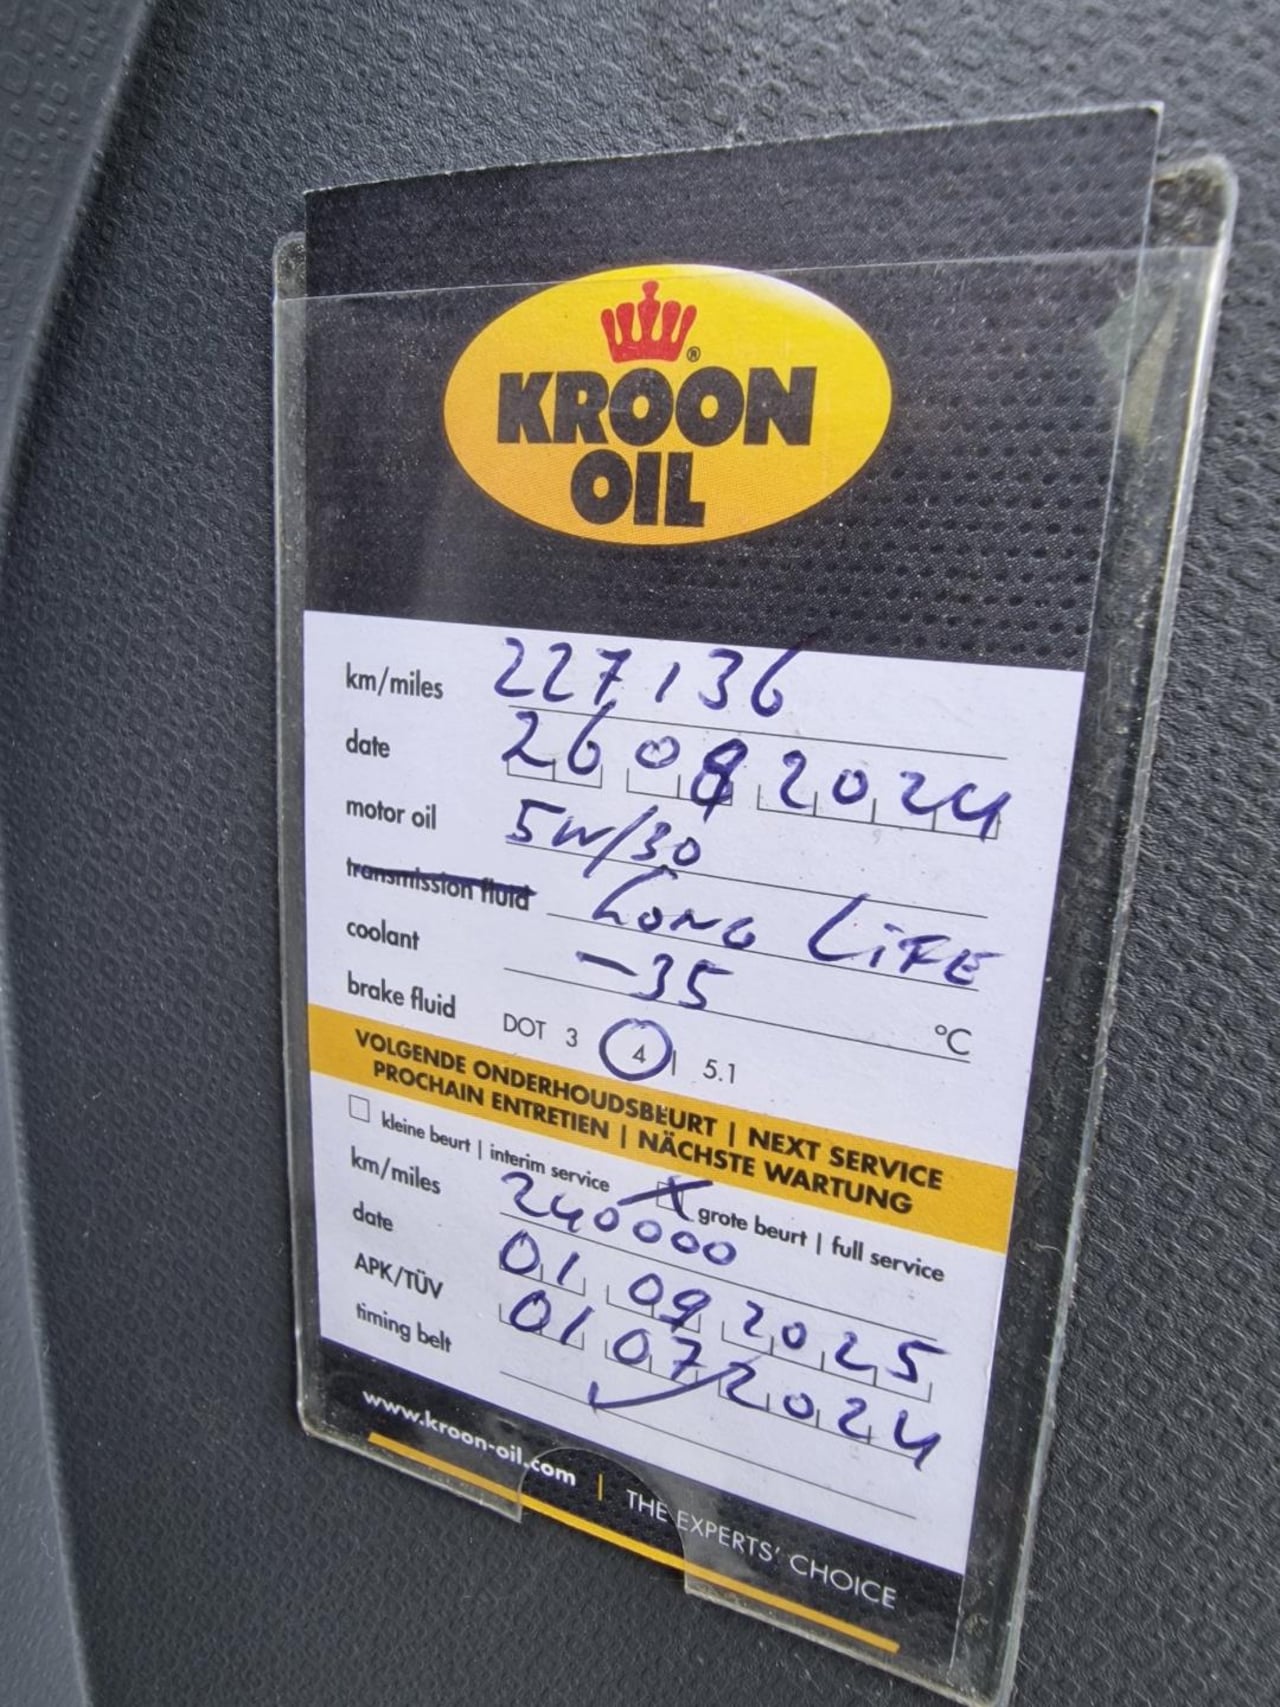 KROON
OIL
®
km/miles 227136
date 26 08 2024
motor oil 5W/30
transmission fluid LONG LIFE
coolant -35 °C
brake fluid DOT 3 4 | 5.1
VOLGENDE ONDERHOUDSBEURT | NEXT SERVICE
PROCHAIN ENTRETIEN | NÄCHSTE WARTUNG
kleine beurt | interim service X grote beurt | full service
km/miles 240000
date 01 09 2025
APK/TÜV 01 07 2024
timing belt ✓
www.kroon-oil.com | THE EXPERTS' CHOICE